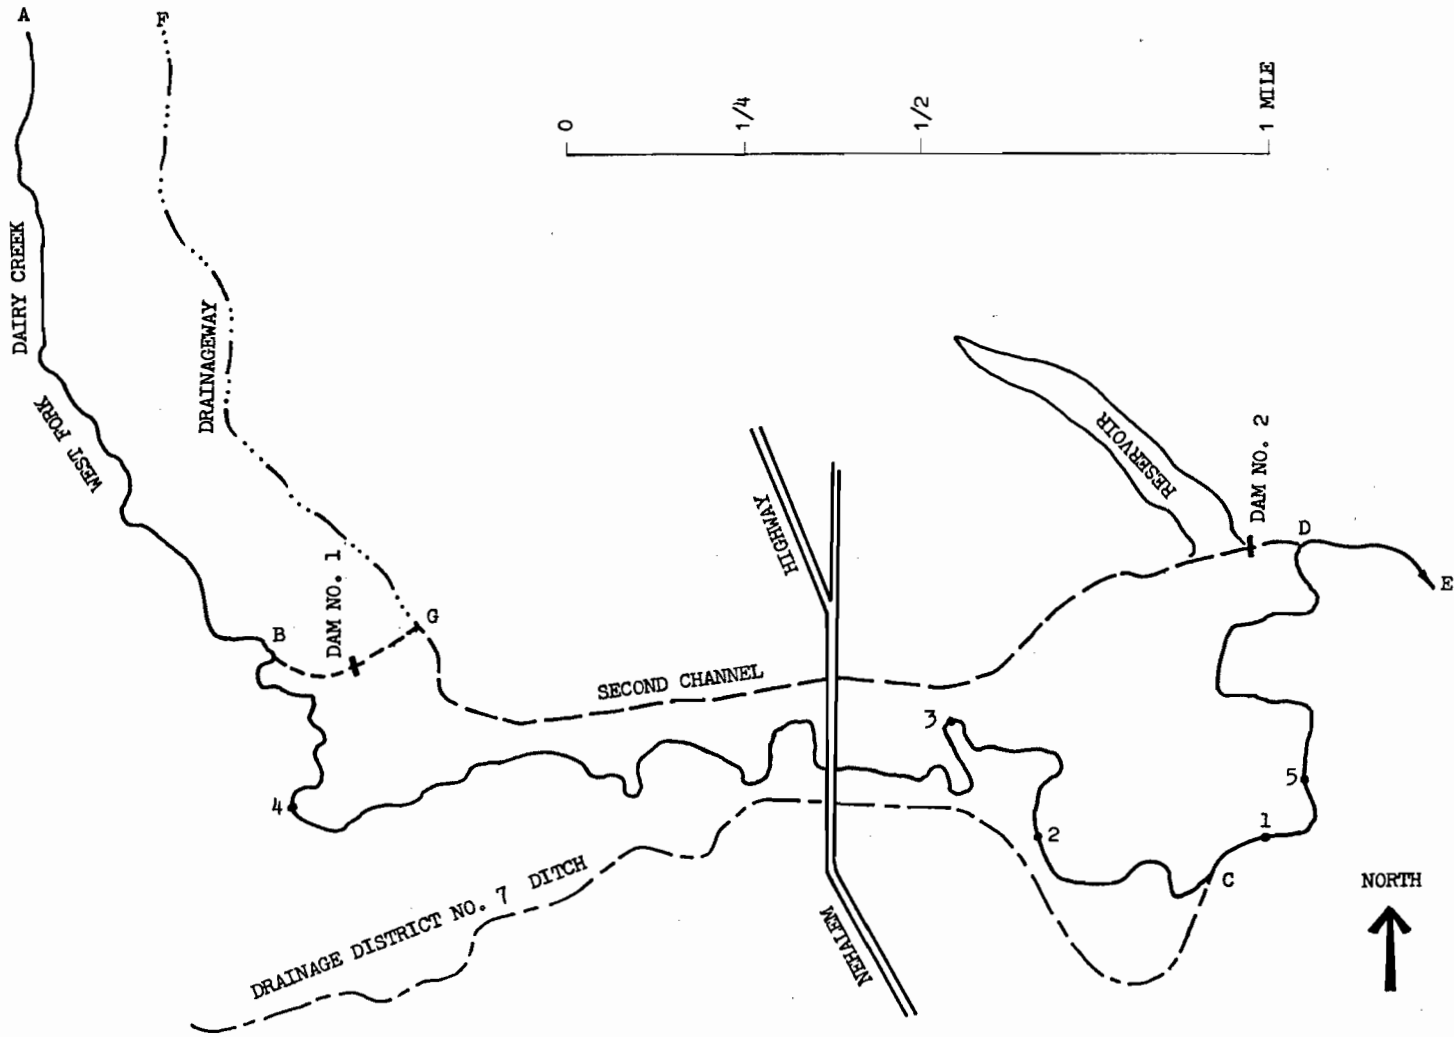 A
F
0
1/4
1/2
1 MILE
DAIRY CREEK
WEST FORK
DRAINAGEWAY
B
DAM NO. 1
G
HIGHWAY
RESERVOIR
DAM NO. 2
D
E
SECOND CHANNEL
3
4
2
5
1
C
NORTH
DRAINAGE DISTRICT NO. 7 DITCH
NEHALEM